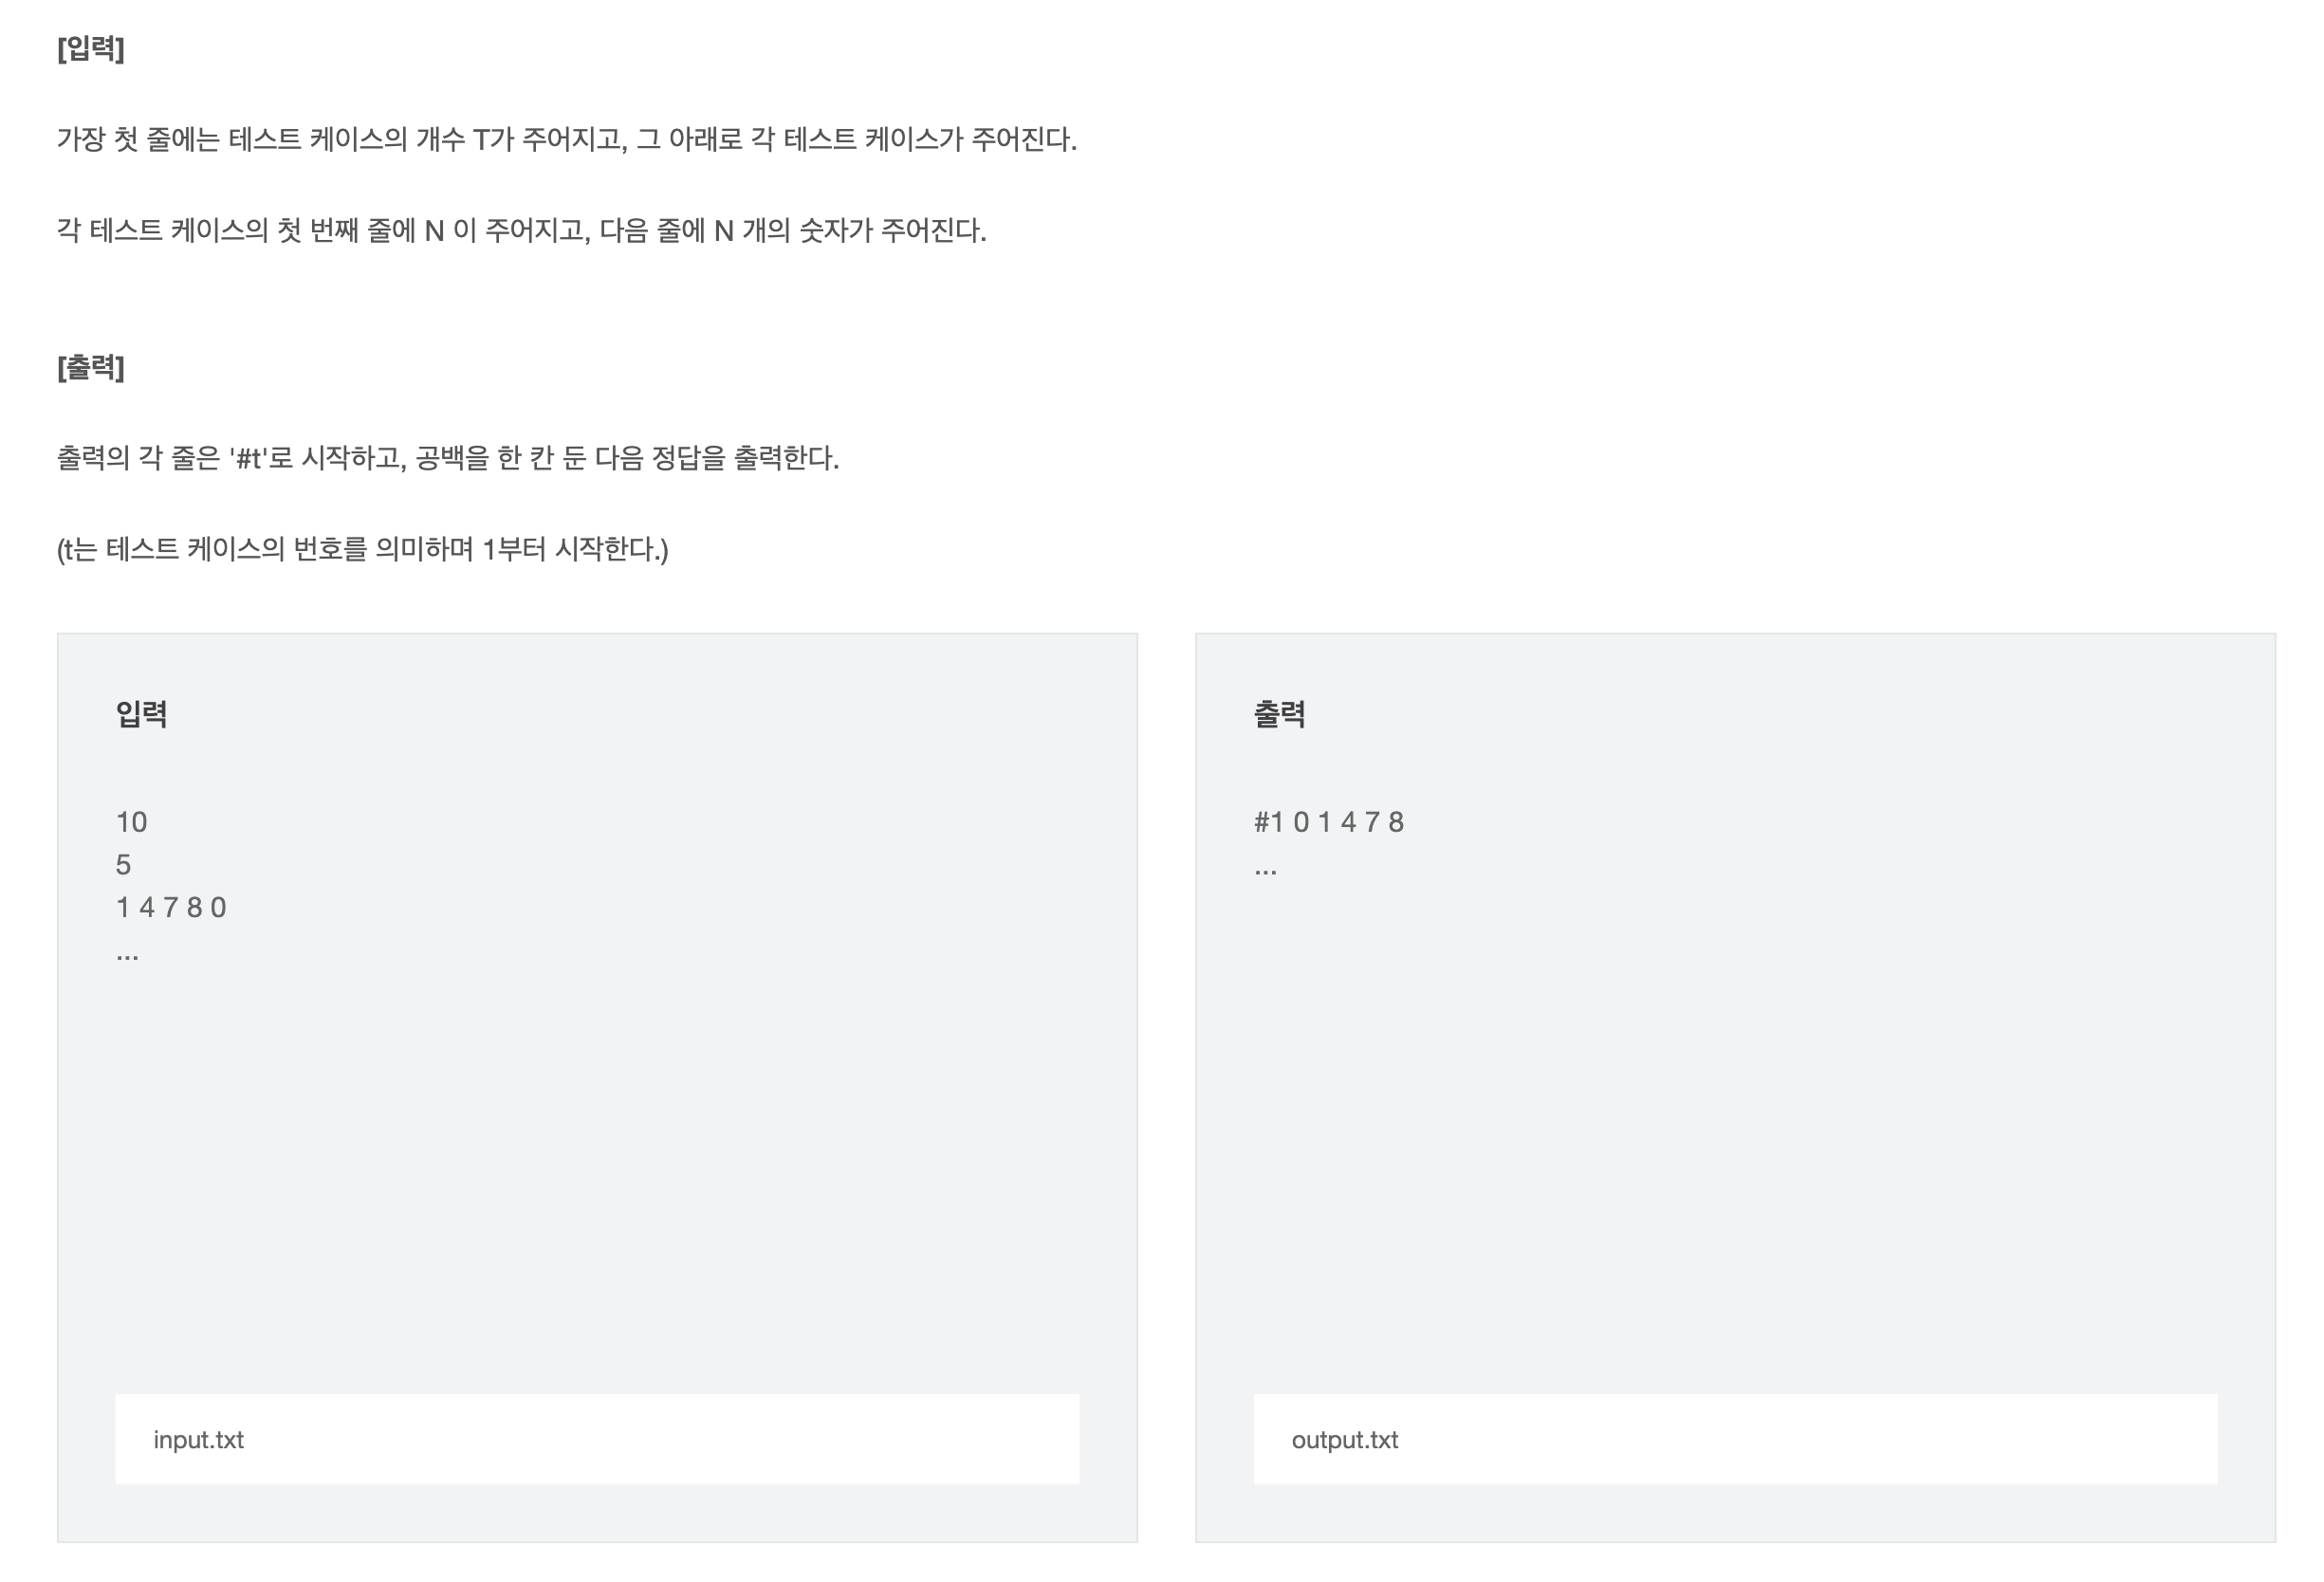 [입력]
가장 첫 줄에는 테스트 케이스의 개수 T가 주어지고, 그 아래로 각 테스트 케이스가 주어진다.
각 테스트 케이스의 첫 번째 줄에 N 이 주어지고, 다음 줄에 N 개의 숫자가 주어진다.
[출력]
출력의 각 줄은 '#t'로 시작하고, 공백을 한 칸 둔 다음 정답을 출력한다.
(t는 테스트 케이스의 번호를 의미하며 1부터 시작한다.)
입력
10
5
1 4 7 8 0
...
input.txt
출력
#1 0 1 4 7 8
...
output.txt